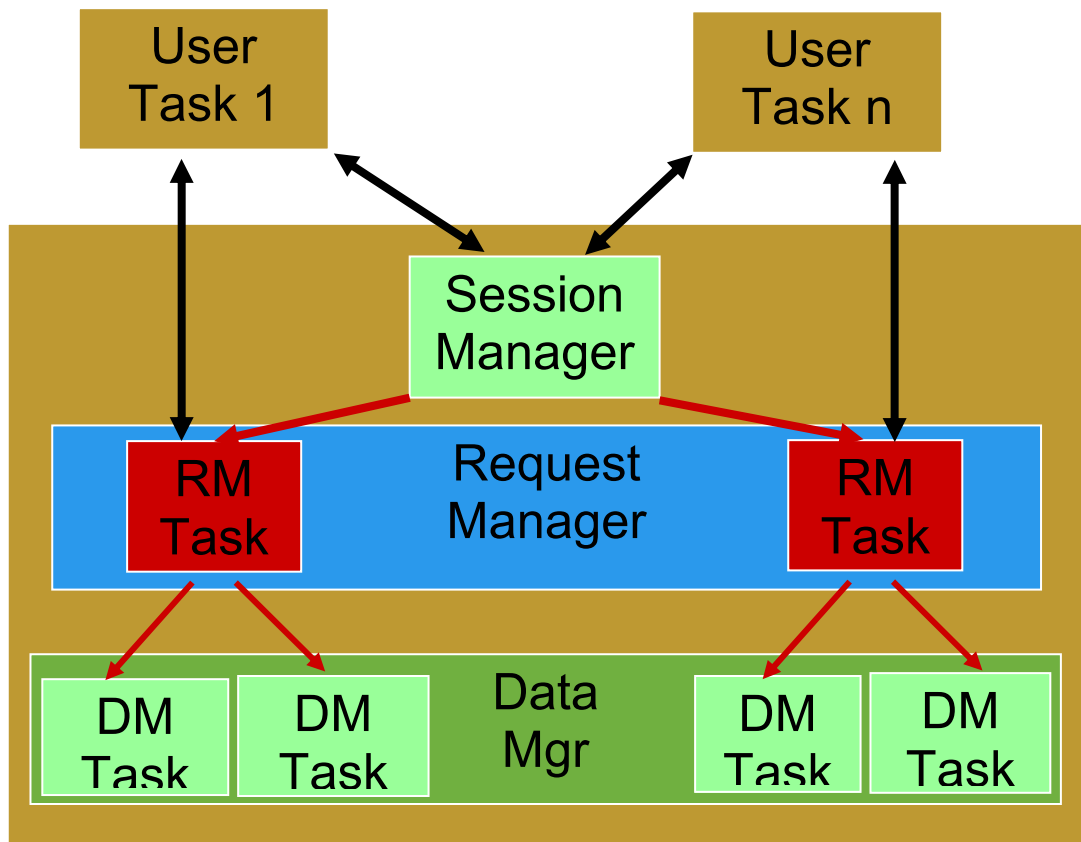 User
Task 1
User
Task n
Session
Manager
Request
Manager
RM
Task
RM
Task
Data
Mgr
DM
Task
DM
Task
DM
Task
DM
Task